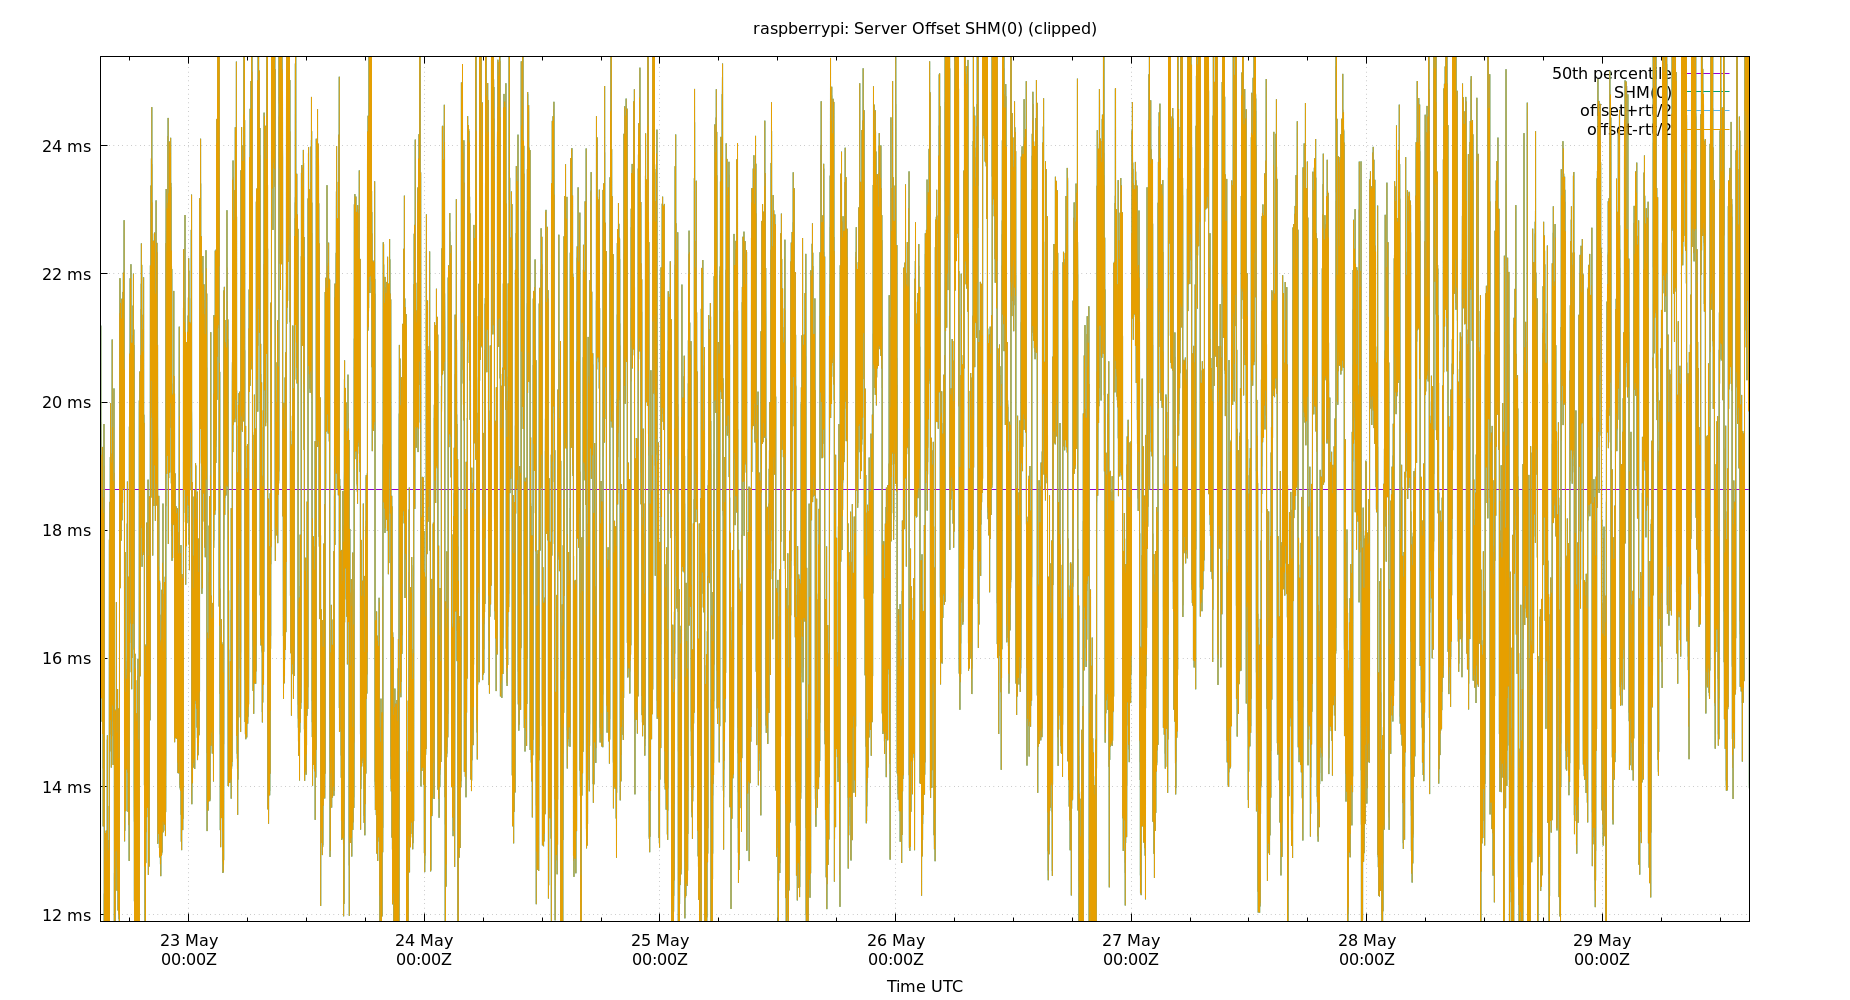 raspberrypi: Server Offset SHM(0) (clipped)
50th percentile
SHM(0)
offset+rtt/2
offset-rtt/2
24 ms
22 ms
20 ms
18 ms
16 ms
14 ms
12 ms
23 May 24 May 25 May 26 May 27 May 28 May 29 May
00:00Z 00:00Z 00:00Z 00:00Z 00:00Z 00:00Z 00:00Z
Time UTC